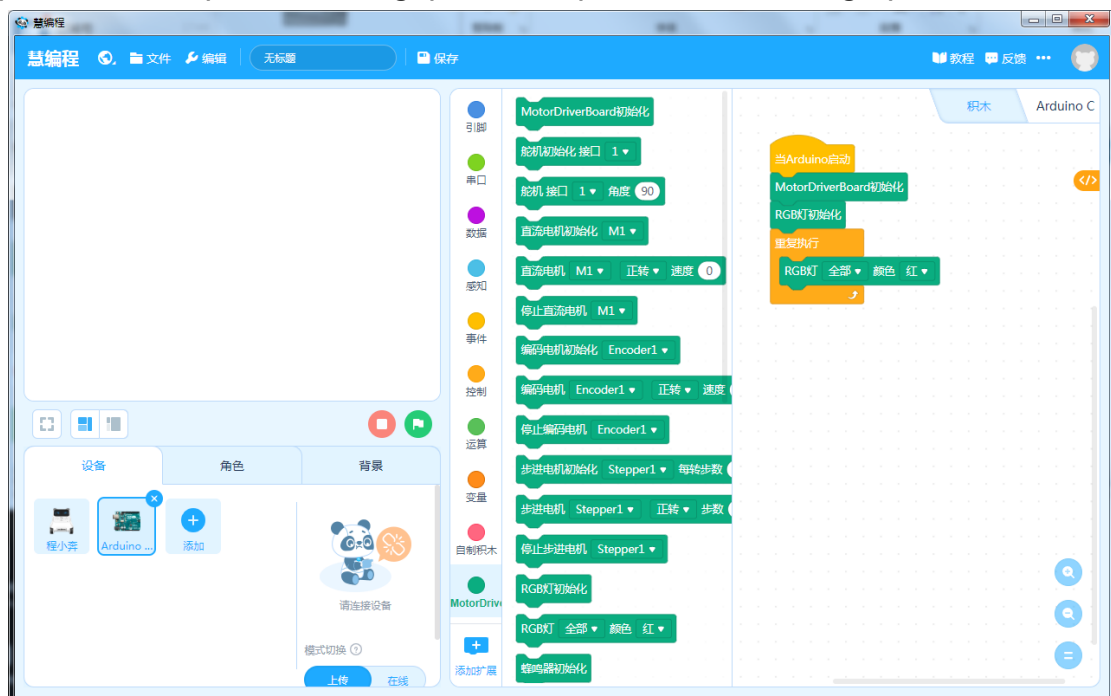 慧编程
慧编程 文件 编辑 无标题 保存 教程 反馈
引脚
串口
数据
感知
事件
控制
运算
变量
自制积木
MotorDrive
添加扩展
MotorDriverBoard初始化
舵机初始化 接口 1
舵机 接口 1 角度 90
直流电机初始化 M1
直流电机 M1 正转 速度 0
停止直流电机 M1
编码电机初始化 Encoder1
编码电机 Encoder1 正转 速度
停止编码电机 Encoder1
步进电机初始化 Stepper1 每转步数
步进电机 Stepper1 正转 步数
停止步进电机 Stepper1
RGB灯初始化
RGB灯 全部 颜色 红
蜂鸣器初始化
积木 Arduino C
当Arduino启动
MotorDriverBoard初始化
RGB灯初始化
重复执行
RGB灯 全部 颜色 红
设备 角色 背景
程小奔 Arduino ... 添加
请连接设备
模式切换
上传 在线